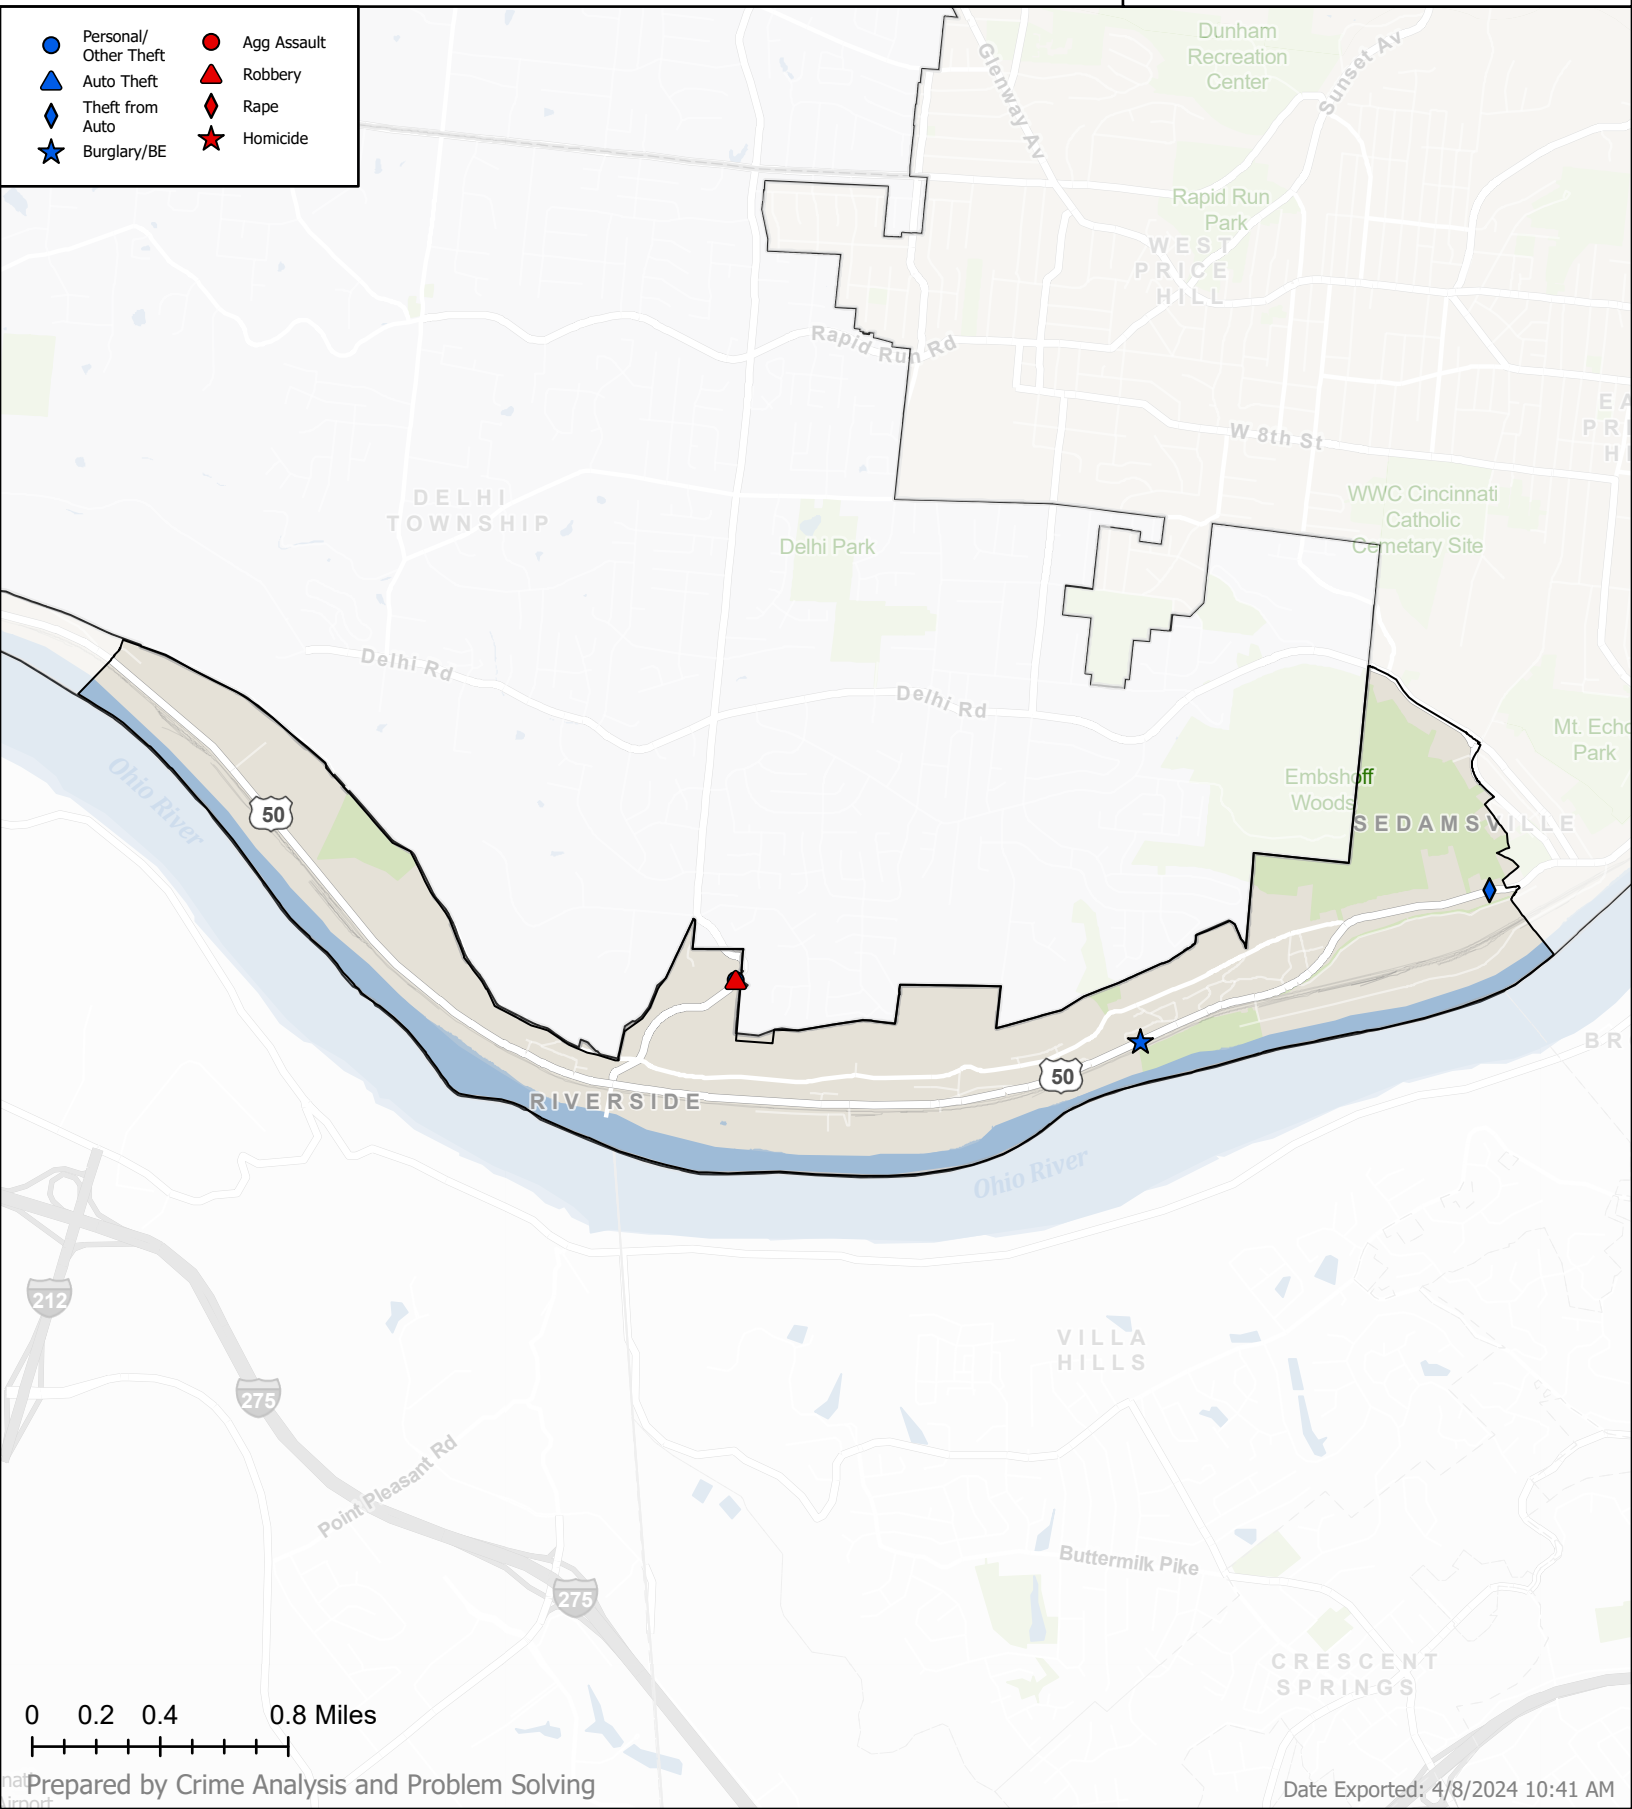 Personal/
Other Theft
Auto Theft
Theft from
Auto
Burglary/BE
Agg Assault
Robbery
Rape
Homicide
Glenway Av
Dunham
Recreation
Center
Sunset Av
Rapid Run
Park
WEST
PRICE
HILL
Rapid Run Rd
EA
PRI
HI
W 8th St
DELHI
TOWNSHIP
WWC Cincinnati
Catholic
Cemetary Site
Delhi Park
Delhi Rd
Delhi Rd
Mt. Echo
Park
Embshoff
Woods
SEDAMSVILLE
Ohio River
50
50
BR
RIVERSIDE
Ohio River
212
275
VILLA
HILLS
Point Pleasant Rd
Buttermilk Pike
275
CRESCENT
SPRINGS
0 0.2 0.4 0.8 Miles
Prepared by Crime Analysis and Problem Solving
Date Exported: 4/8/2024 10:41 AM